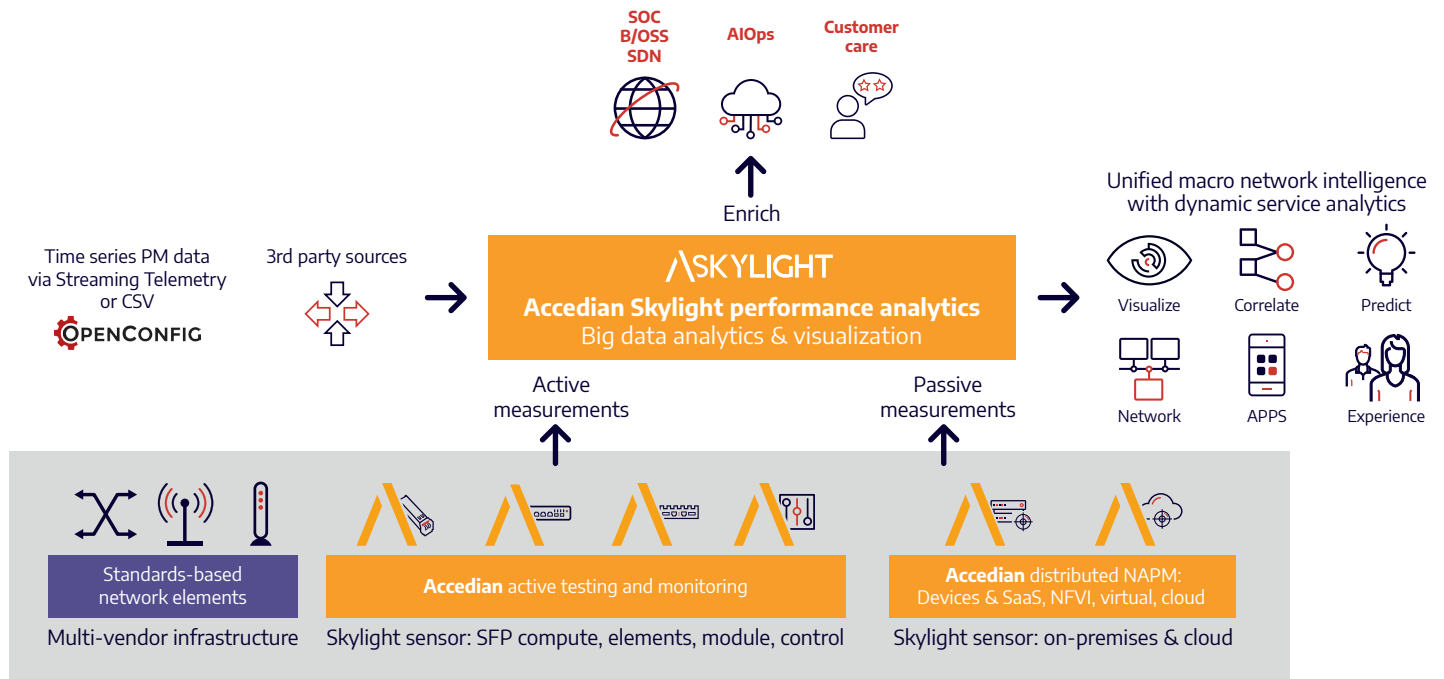 SOC
B/OSS
SDN
AIOps
Customer
care
Enrich
Unified macro network intelligence
with dynamic service analytics
Time series PM data
via Streaming Telemetry
or CSV
OPENCONFIG
3rd party sources
SKYLIGHT
Accedian Skylight performance analytics
Big data analytics & visualization
Visualize
Correlate
Predict
Network
APPS
Experience
Active
measurements
Passive
measurements
Standards-based
network elements
Multi-vendor infrastructure
Accedian active testing and monitoring
Skylight sensor: SFP compute, elements, module, control
Accedian distributed NAPM:
Devices & SaaS, NFVI, virtual, cloud
Skylight sensor: on-premises & cloud